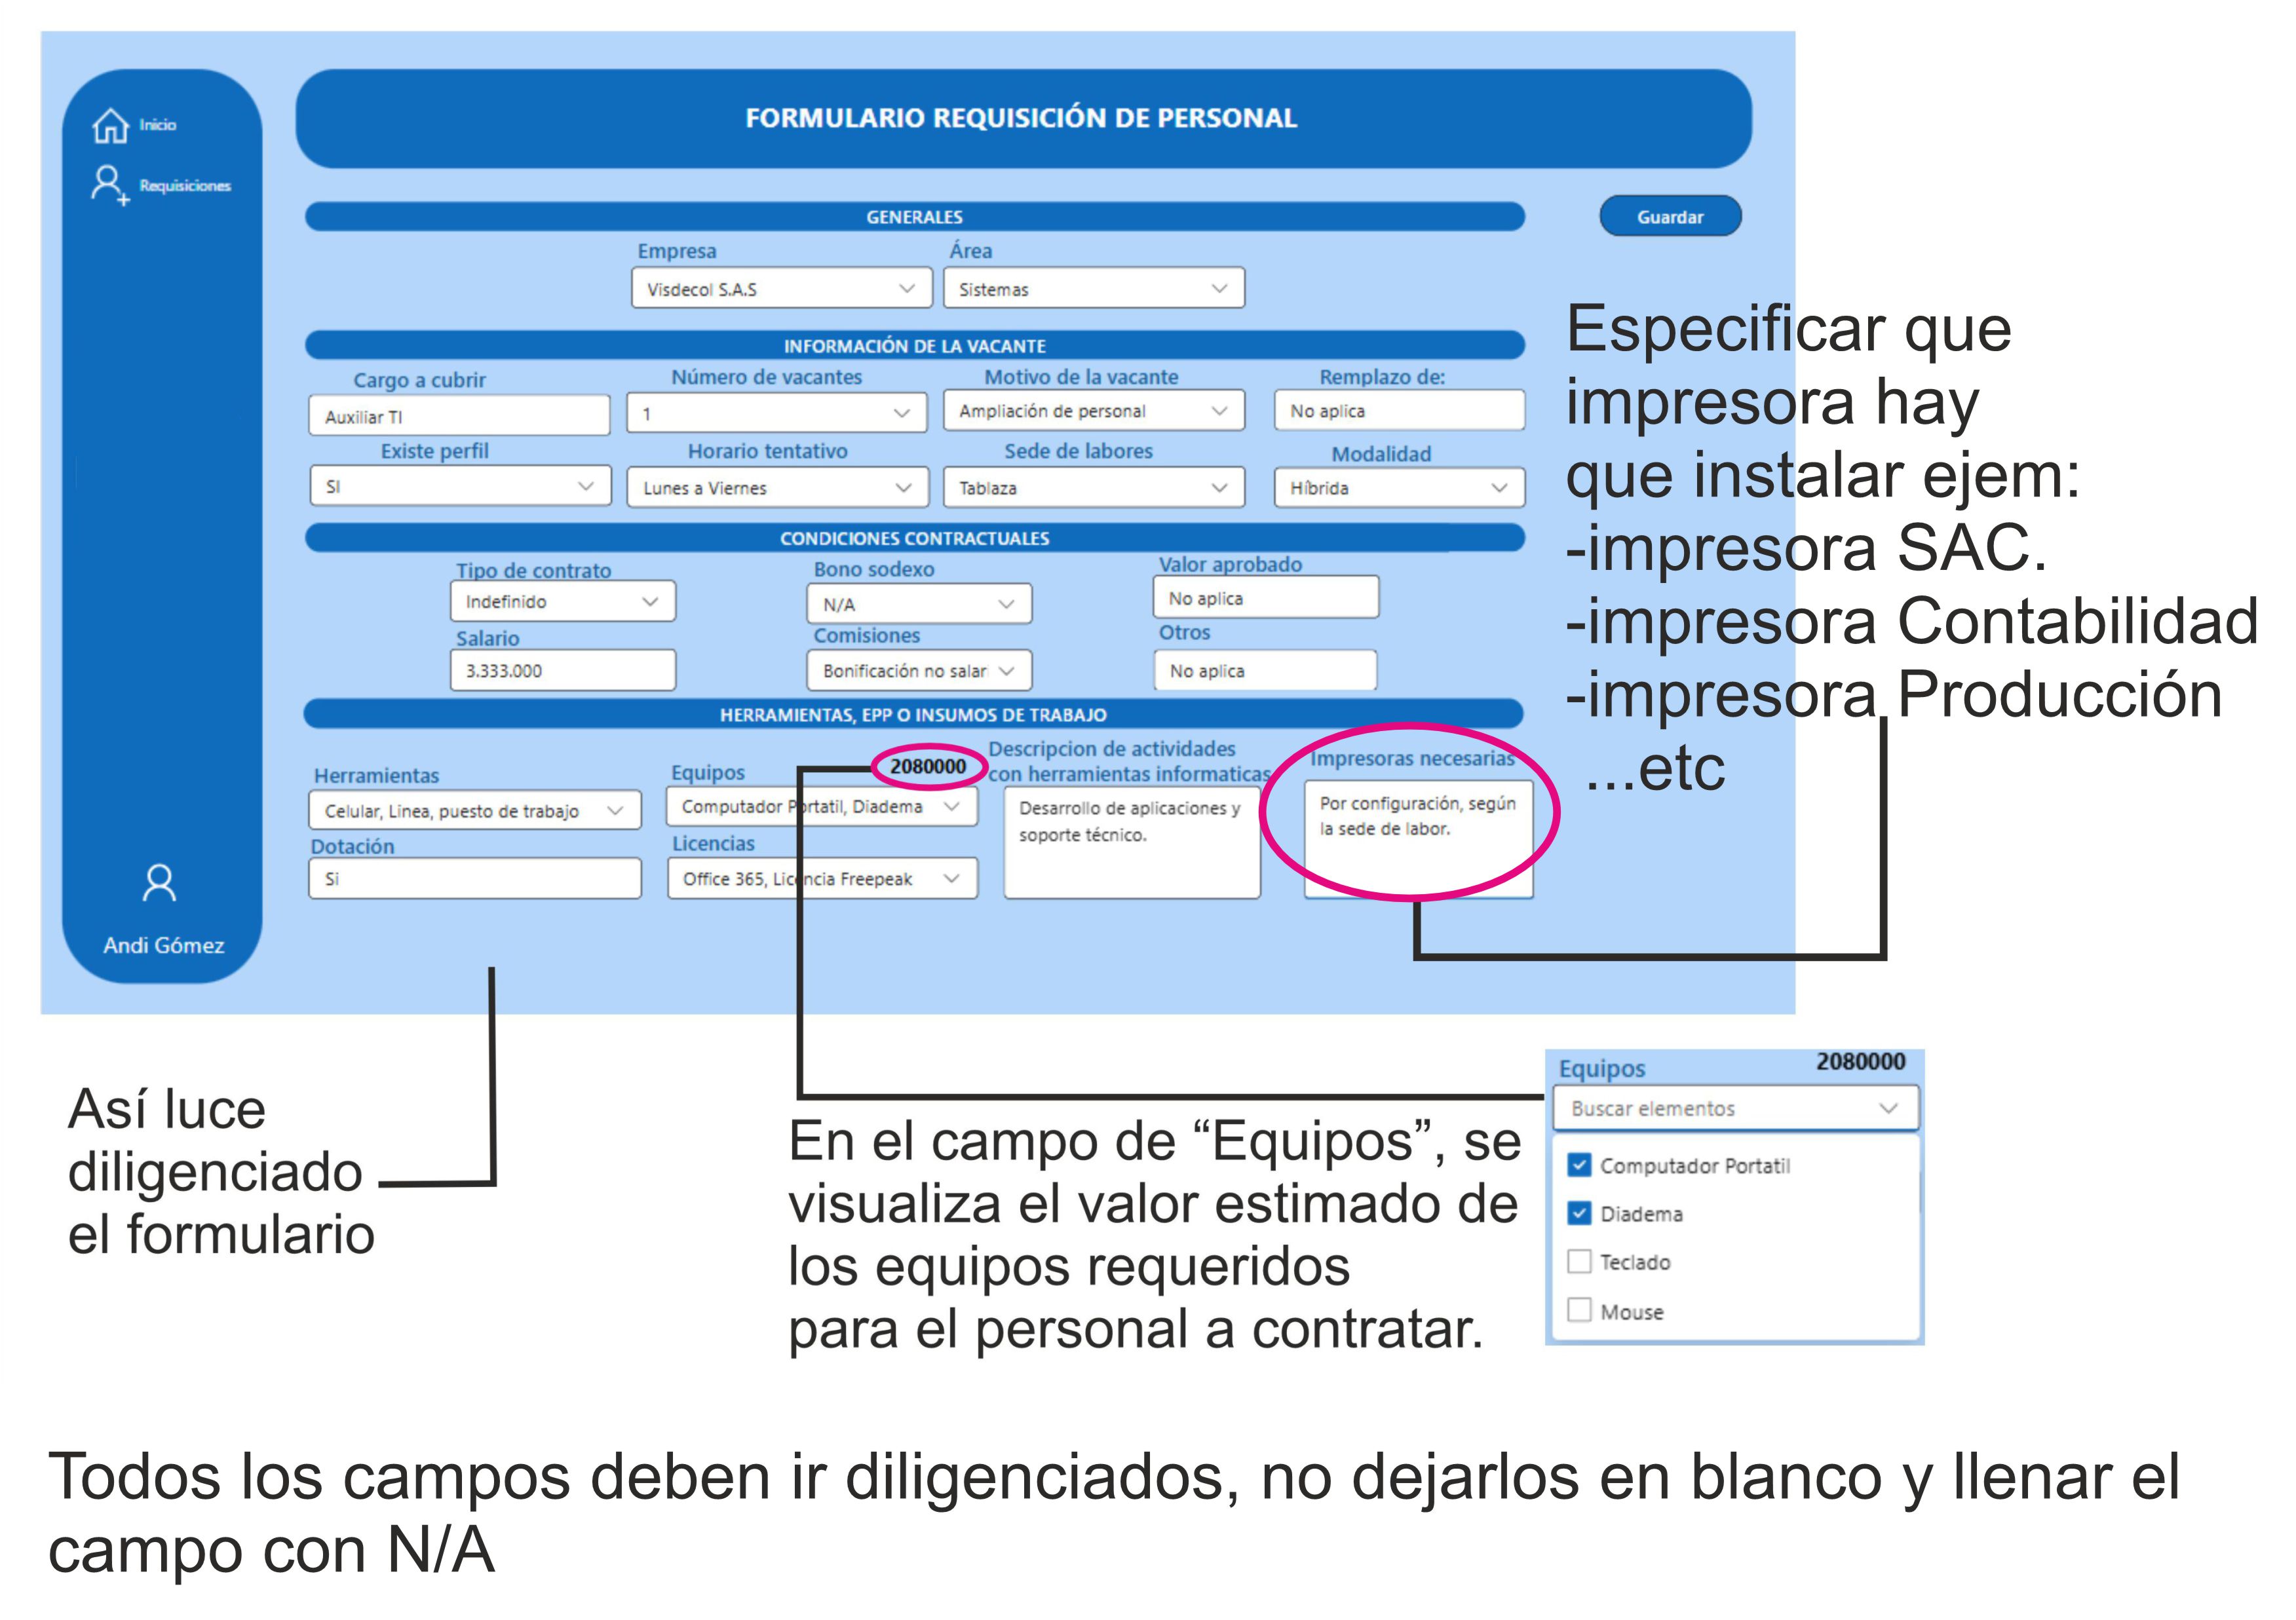 FORMULARIO REQUISICIÓN DE PERSONAL
Inicio
Requisiciones
GENERALES
Guardar
Empresa Área
Visdecol S.A.S Sistemas
INFORMACIÓN DE LA VACANTE
Cargo a cubrir Número de vacantes Motivo de la vacante Remplazo de:
Auxiliar TI 1 Ampliación de personal No aplica
Existe perfil Horario tentativo Sede de labores Modalidad
SI Lunes a Viernes Tablaza Híbrida
CONDICIONES CONTRACTUALES
Tipo de contrato Bono sodexo Valor aprobado
Indefinido N/A No aplica
Salario Comisiones Otros
3.333.000 Bonificación no salar No aplica
HERRAMIENTAS, EPP O INSUMOS DE TRABAJO
Herramientas
Celular, Linea, puesto de trabajo
Dotación
Si
Equipos 2080000
Computador Portatil, Diadema
Licencias
Office 365, Licencia Freepeak
Descripcion de actividades
con herramientas informaticas
Desarrollo de aplicaciones y
soporte técnico.
Impresoras necesarias
Por configuración, según
la sede de labor.
Andi Gómez
Especificar que
impresora hay
que instalar ejem:
-impresora SAC.
-impresora Contabilidad
-impresora Producción
...etc
Así luce
diligenciado
el formulario
En el campo de “Equipos”, se
visualiza el valor estimado de
los equipos requeridos
para el personal a contratar.
Equipos 2080000
Buscar elementos
Computador Portatil
Diadema
Teclado
Mouse
Todos los campos deben ir diligenciados, no dejarlos en blanco y llenar el
campo con N/A